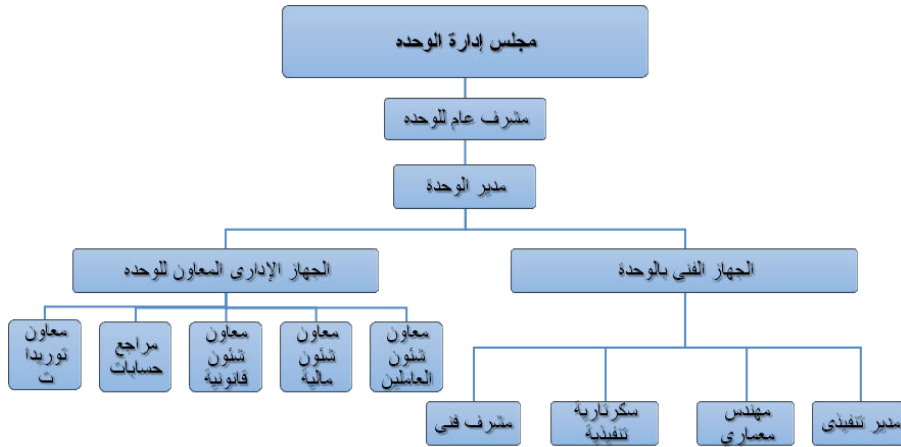 مجلس إدارة الوحده
مشرف عام للوحده
مدير الوحدة
الجهاز الفنى بالوحدة
الجهاز الإدارى المعاون للوحده
معاون
شئون
العاملين
معاون
شئون
مالية
معاون
شئون
قانونية
مراجع
حسابات
معاون
توريدا
ت
مدير تنفيذى
مهندس
معماري
سكرتارية
تنفيذية
مشرف فنى